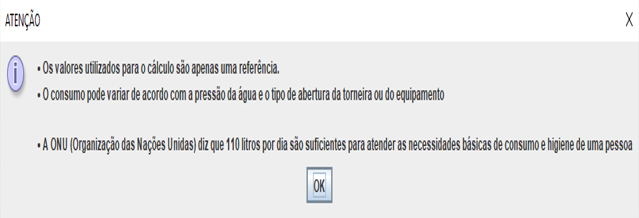 ATENÇÃO
• Os valores utilizados para o cálculo são apenas uma referência.
• O consumo pode variar de acordo com a pressão da água e o tipo de abertura da torneira ou do equipamento
• A ONU (Organização das Nações Unidas) diz que 110 litros por dia são suficientes para atender as necessidades básicas de consumo e higiene de uma pessoa
OK